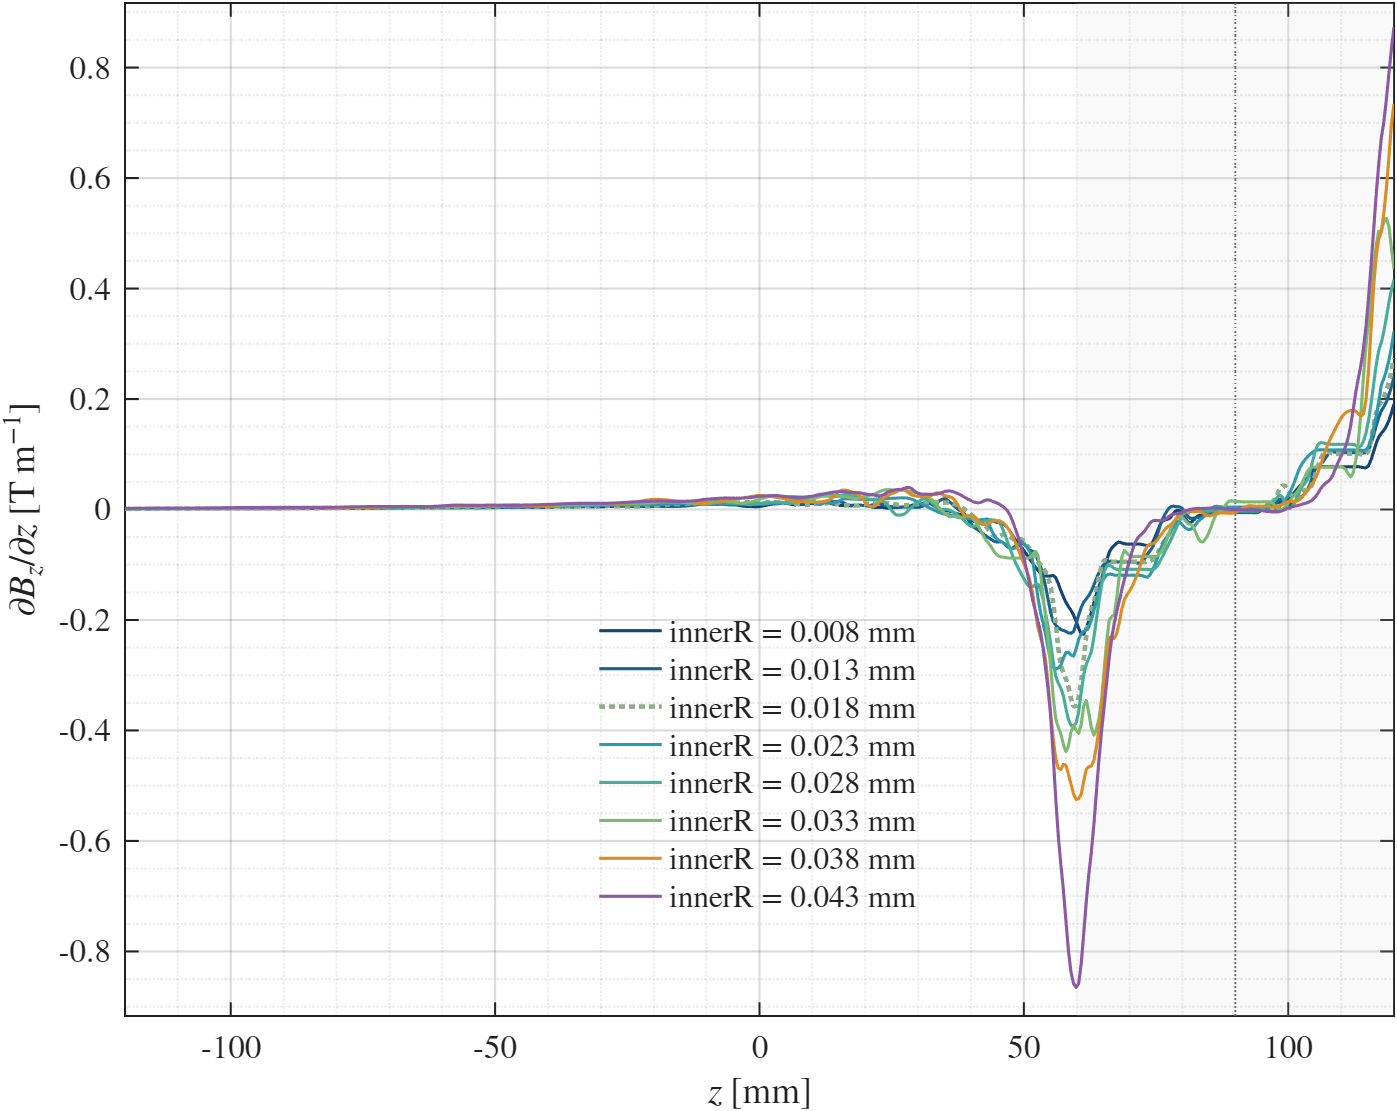 0.8
0.6
0.4
0.2
0
-0.2
-0.4
-0.6
-0.8
∂B_z/∂z [T m⁻¹]
innerR = 0.008 mm
innerR = 0.013 mm
innerR = 0.018 mm
innerR = 0.023 mm
innerR = 0.028 mm
innerR = 0.033 mm
innerR = 0.038 mm
innerR = 0.043 mm
-100 -50 0 50 100
z [mm]